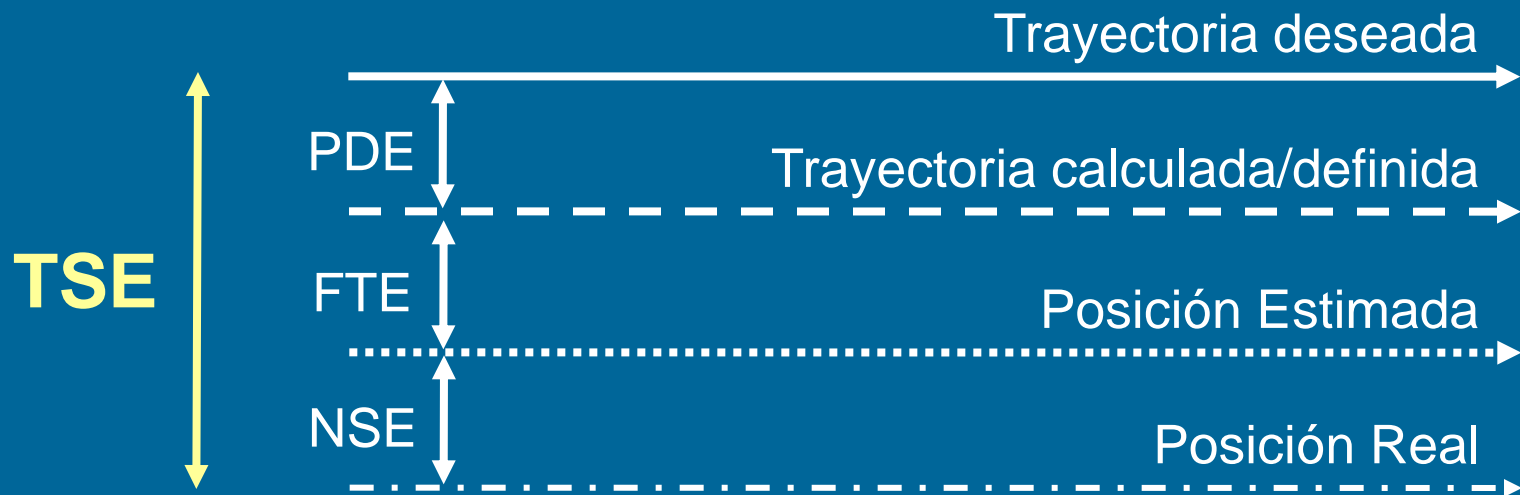 Trayectoria deseada
PDE
Trayectoria calculada/definida
TSE
FTE
Posición Estimada
NSE
Posición Real